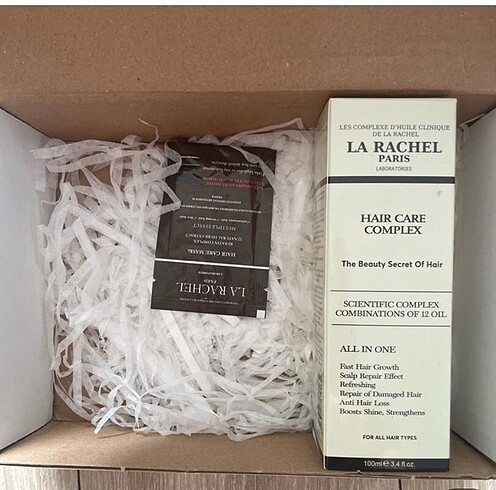 LES COMPLEXE D'HUILE CLINIQUE
DE LA RACHEL
LA RACHEL
PARIS
LABORATORIES
HAIR CARE
COMPLEX
The Beauty Secret Of Hair
SCIENTIFIC COMPLEX
COMBINATIONS OF 12 OIL
ALL IN ONE
Fast Hair Growth
Scalp Repair Effect
Refreshing
Repair of Damaged Hair
Anti Hair Loss
Boosts Shine, Strengthens
FOR ALL HAIR TYPES
100ml e 3.4 fl.oz.
LA RACHEL
PARIS
LABORATORIES
HAIR CARE MASK
KERATIN COMPLEX
MULTIPLE EFFECT